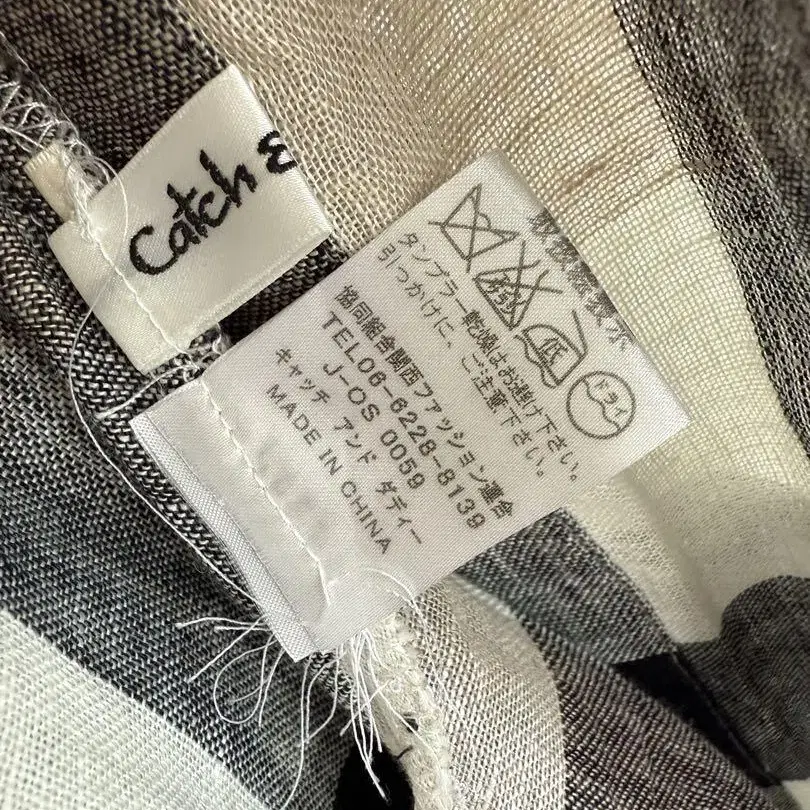 Catch &
取扱絵表示
低
ドライ
タンブラー乾燥はお避け下さい。
引っかけに、ご注意下さい。
協同組合関西ファッション連合
TEL06-6228-8139
J-OS 0059
キャッチ アンド ダディー
MADE IN CHINA